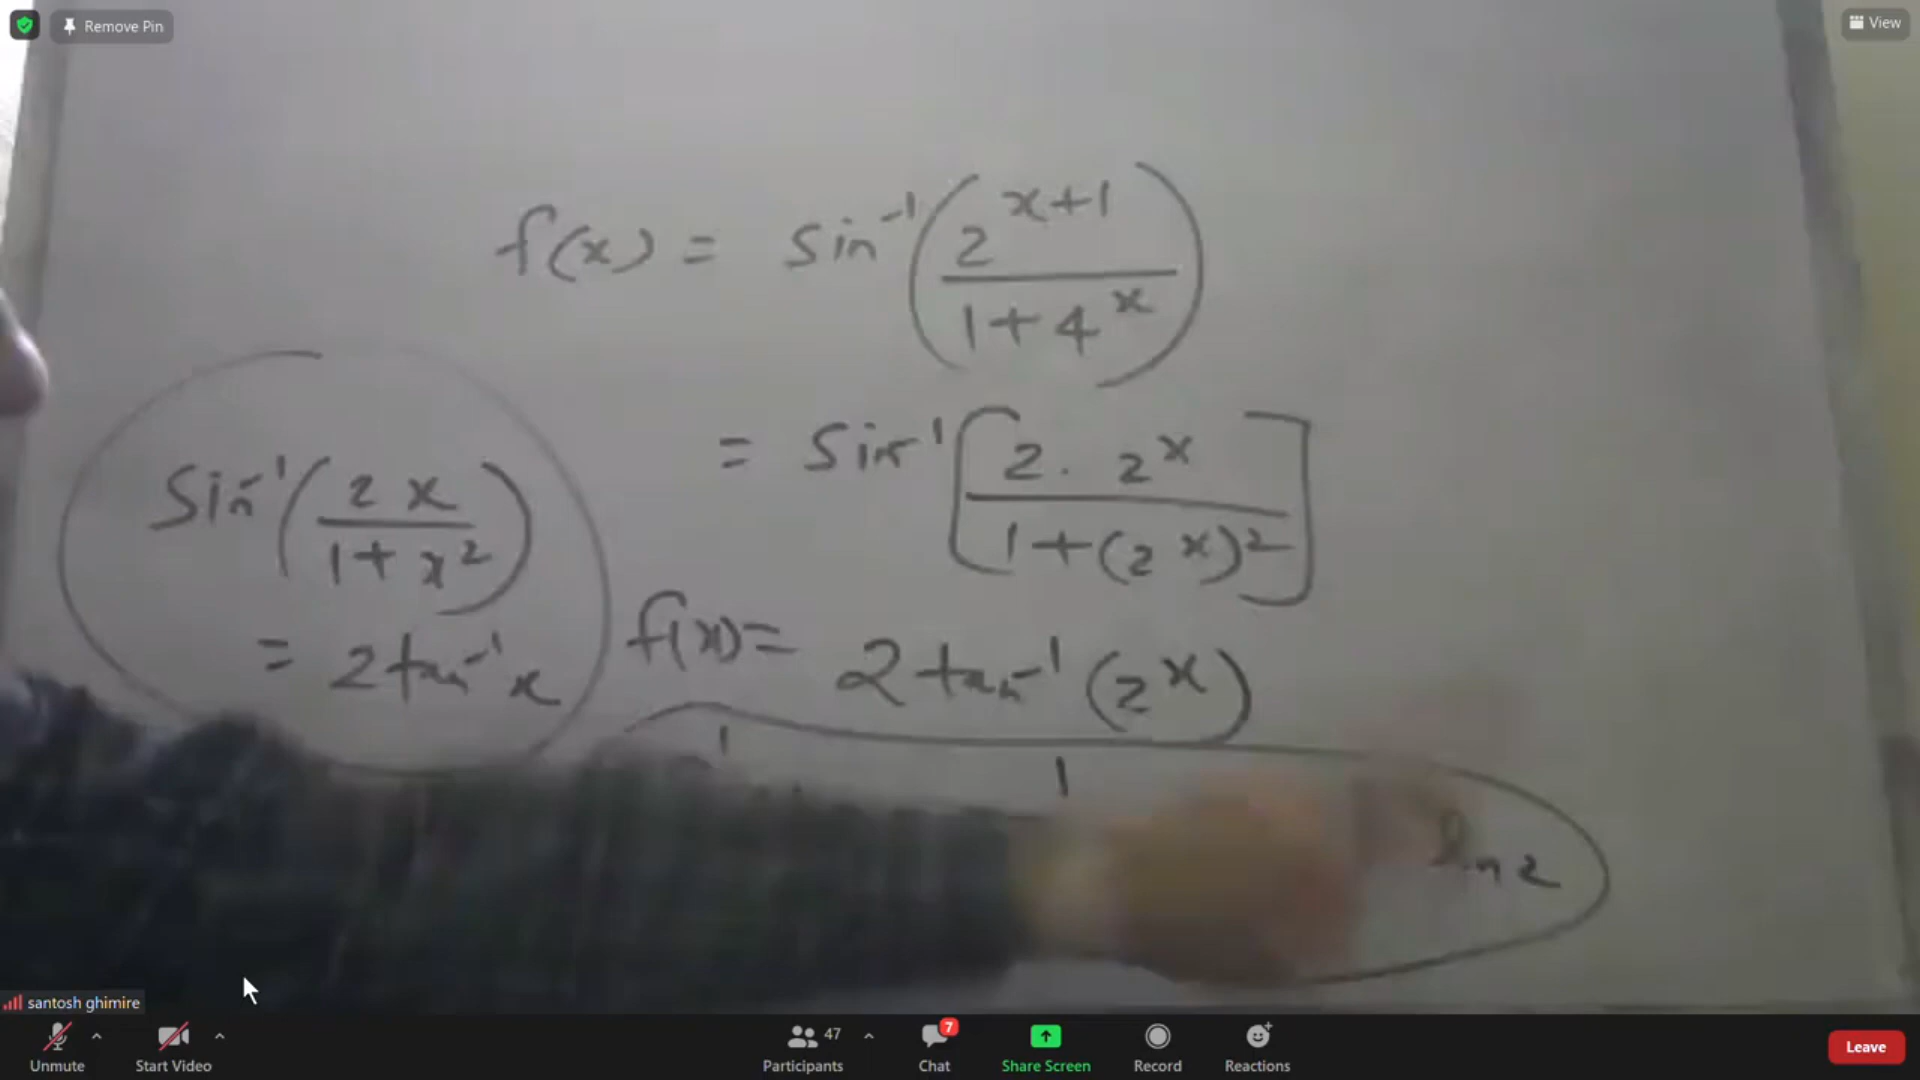 Remove Pin
View
f(x) = sin⁻¹(2^(x+1) / (1+4^x))
= Sin⁻¹[2 · 2^x / (1+(2^x)²)]
Sin⁻¹(2x / (1+x²))
= 2tan⁻¹x
f(x) = 2tan⁻¹(2^x)
1
ln 2
santosh ghimire
Unmute
Start Video
47
Participants
7
Chat
Share Screen
Record
Reactions
Leave